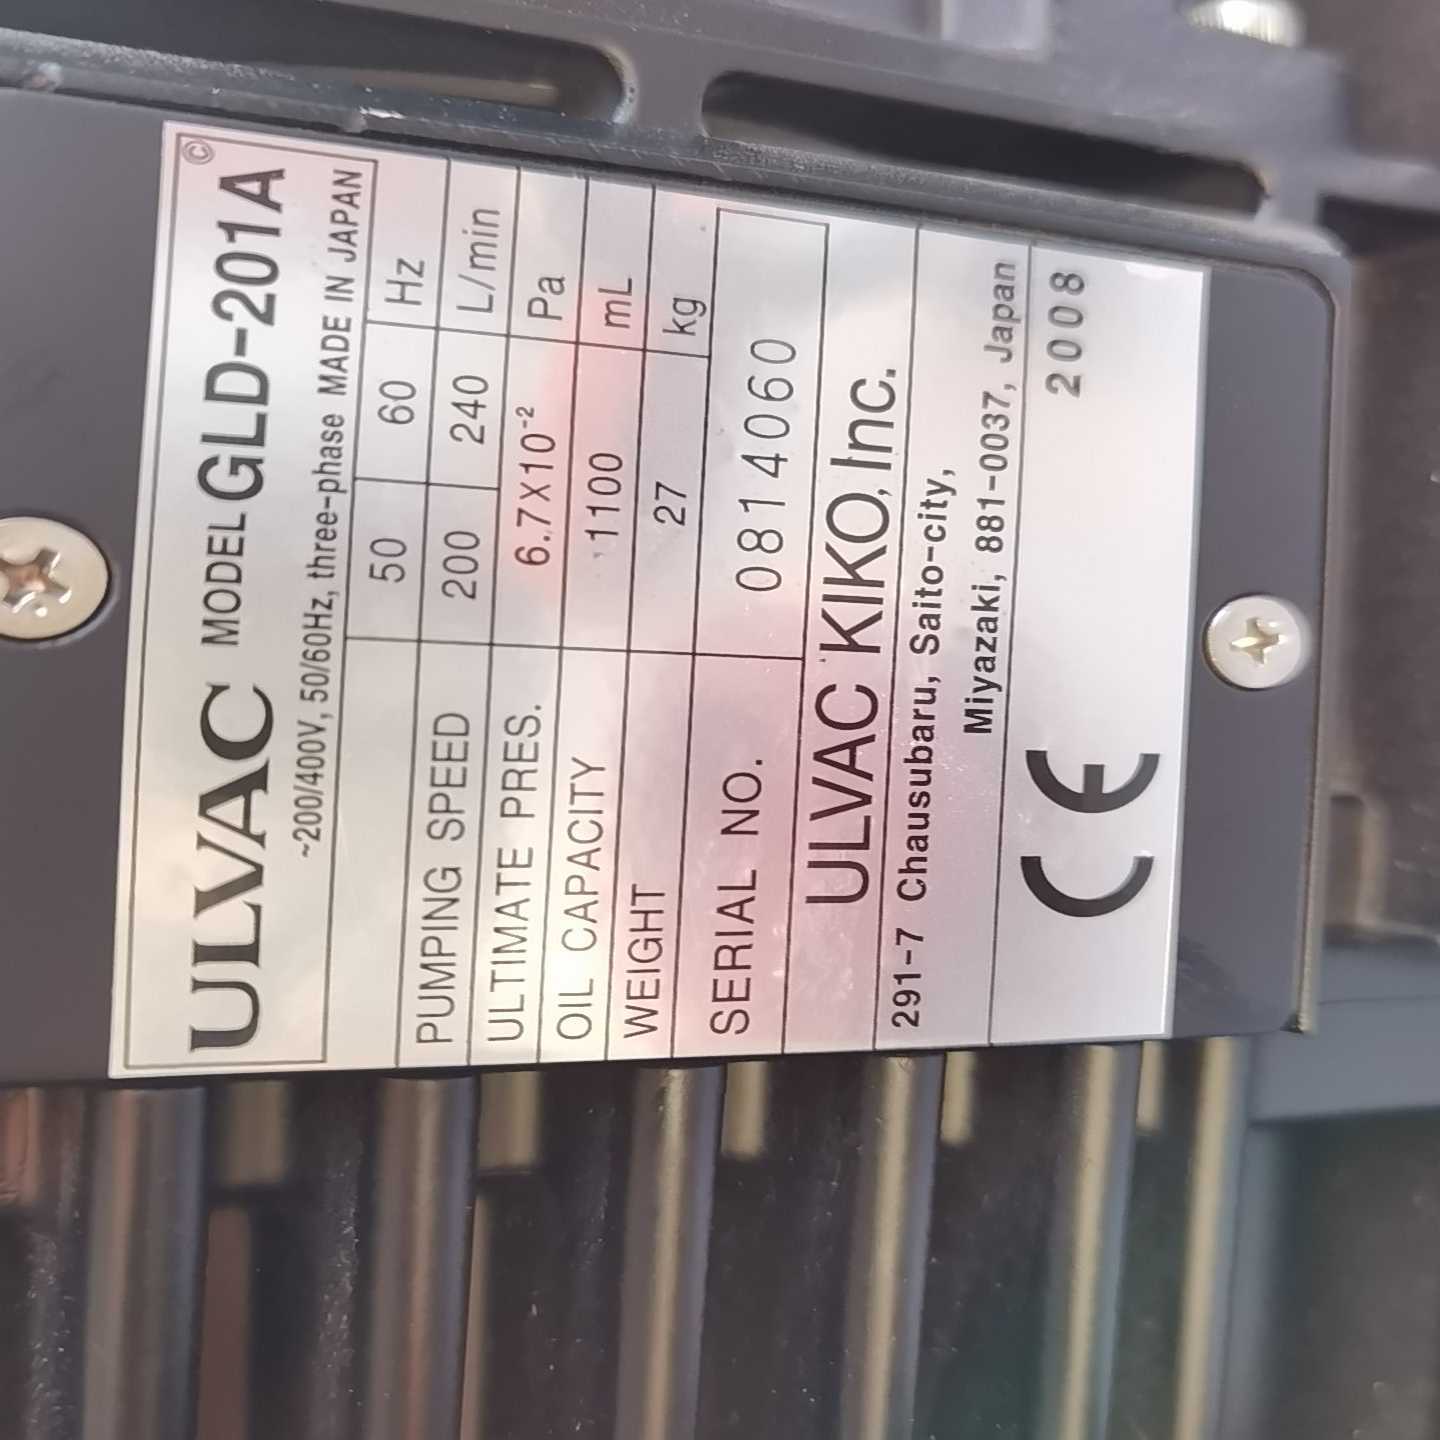 ©
ULVAC MODEL GLD-201A
~200/400V, 50/60Hz, three-phase MADE IN JAPAN
50 60 Hz
PUMPING SPEED 200 240 L/min
ULTIMATE PRES. 6.7X10⁻² Pa
OIL CAPACITY 1100 mL
WEIGHT 27 kg
SERIAL NO. 0814060
ULVAC KIKO, Inc.
291-7 Chausubaru, Saito-city,
Miyazaki, 881-0037, Japan
CE 2008